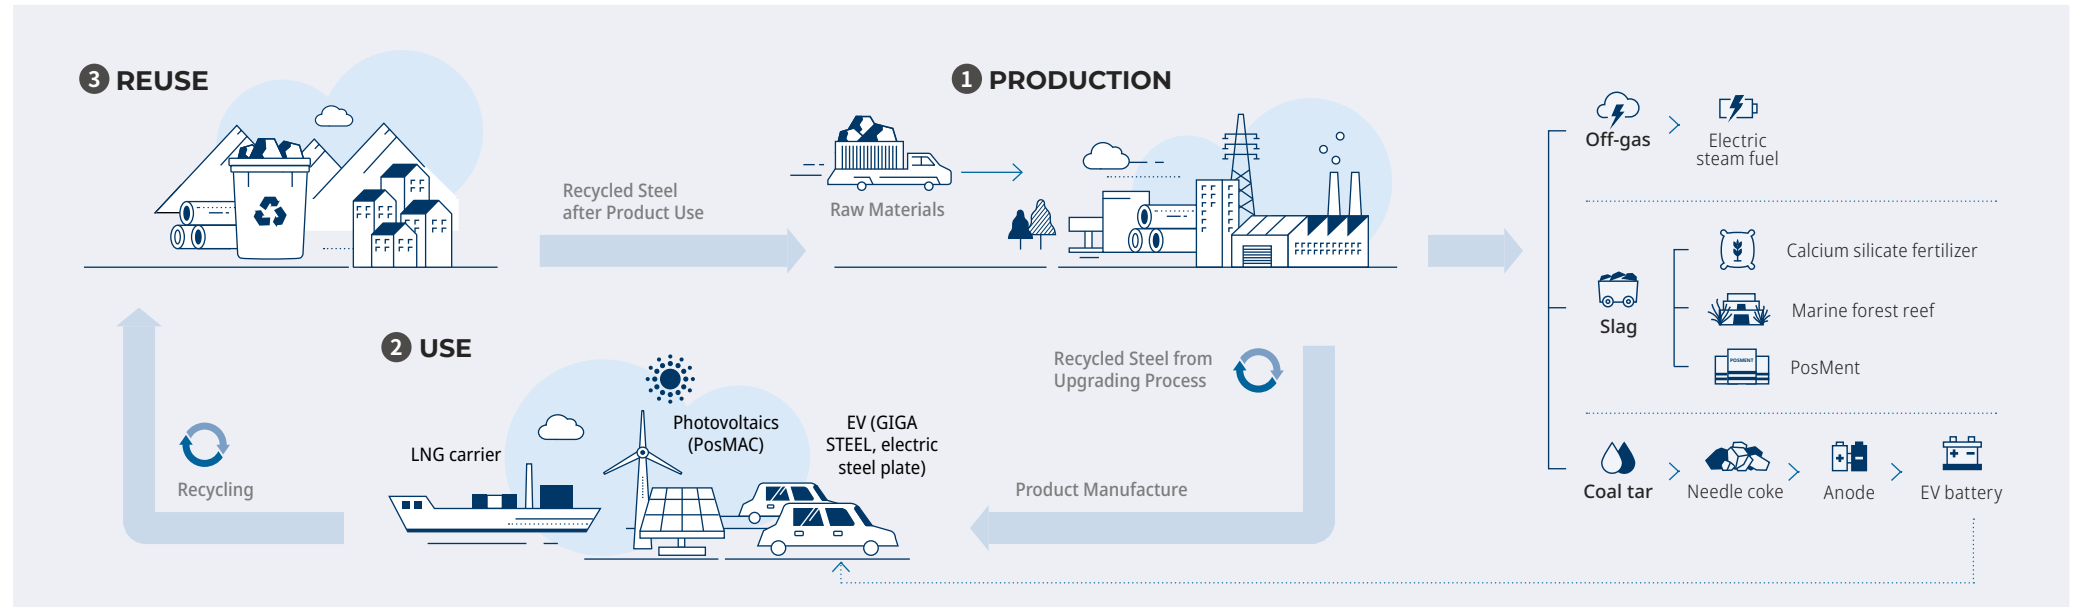 3 REUSE
Recycled Steel
after Product Use
Raw Materials
1 PRODUCTION
Off-gas
Electric
steam fuel
Slag
Calcium silicate fertilizer
Marine forest reef
POSMENT
PosMent
Coal tar
Needle coke
Anode
EV battery
Recycled Steel from
Upgrading Process
Product Manufacture
2 USE
LNG carrier
Photovoltaics
(PosMAC)
EV (GIGA
STEEL, electric
steel plate)
Recycling